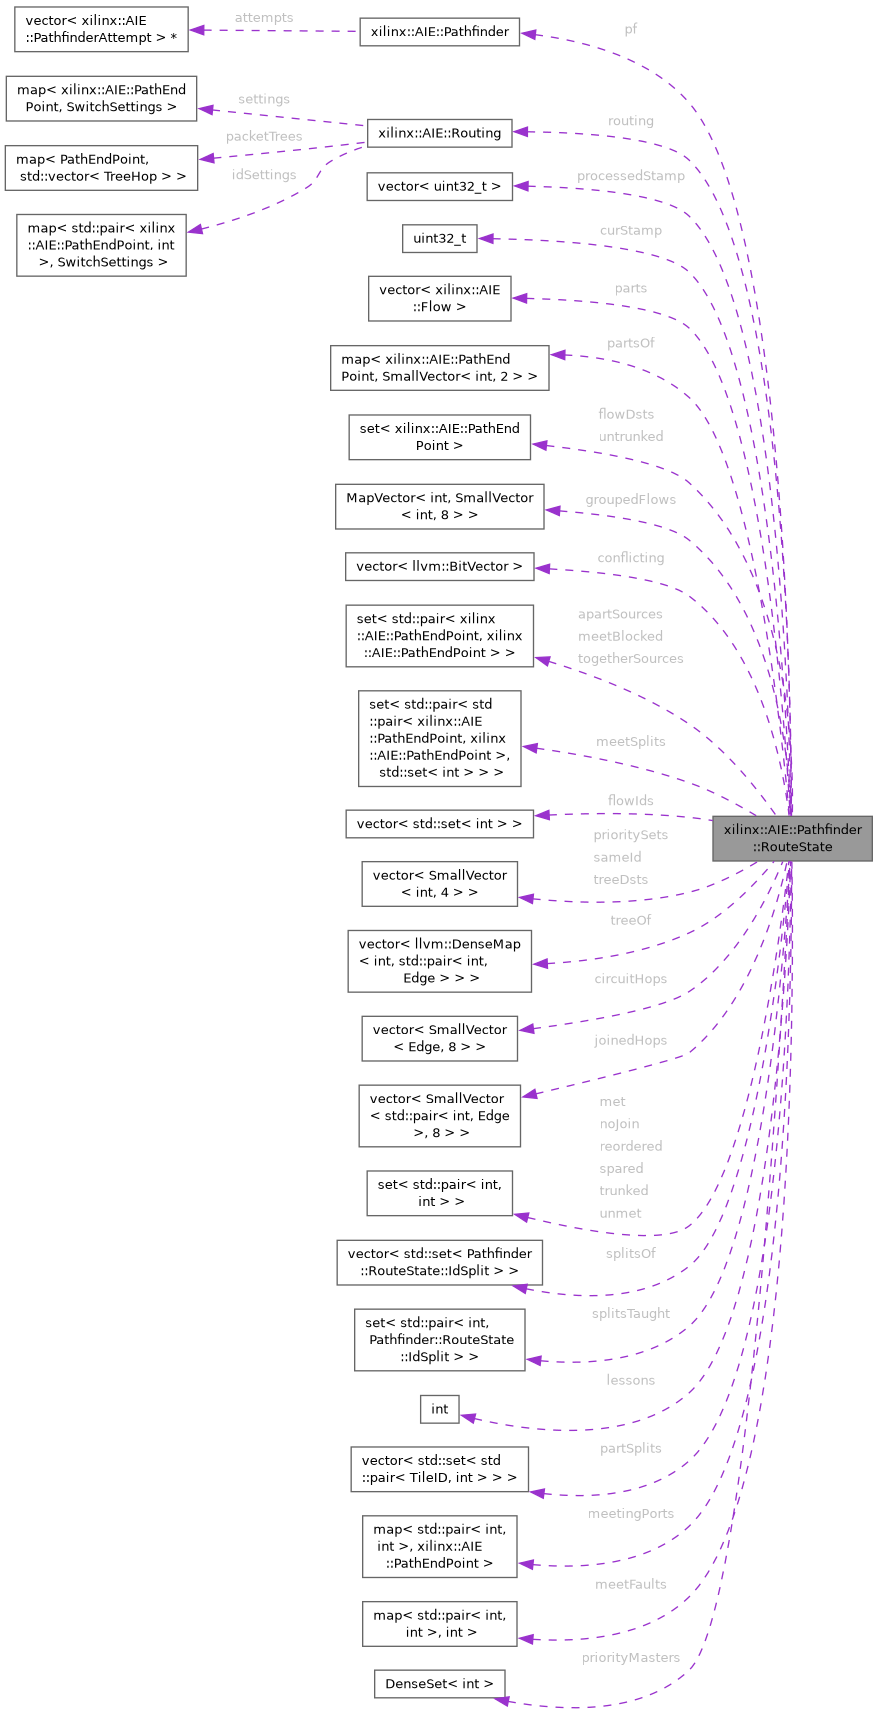 vector< xilinx::AIE
::PathfinderAttempt > *
attempts
xilinx::AIE::Pathfinder
pf
map< xilinx::AIE::PathEnd
Point, SwitchSettings >
settings
map< PathEndPoint,
std::vector< TreeHop > >
packetTrees
map< std::pair< xilinx
::AIE::PathEndPoint, int
>, SwitchSettings >
idSettings
xilinx::AIE::Routing
routing
vector< uint32_t >
processedStamp
uint32_t
curStamp
vector< xilinx::AIE
::Flow >
parts
map< xilinx::AIE::PathEnd
Point, SmallVector< int, 2 > >
partsOf
set< xilinx::AIE::PathEnd
Point >
flowDsts
untrunked
MapVector< int, SmallVector
< int, 8 > >
groupedFlows
vector< llvm::BitVector >
conflicting
set< std::pair< xilinx
::AIE::PathEndPoint, xilinx
::AIE::PathEndPoint > >
apartSources
meetBlocked
togetherSources
set< std::pair< std
::pair< xilinx::AIE
::PathEndPoint, xilinx
::AIE::PathEndPoint >,
std::set< int > > >
meetSplits
vector< std::set< int > >
flowIds
xilinx::AIE::Pathfinder
::RouteState
vector< SmallVector
< int, 4 > >
prioritySets
sameId
treeDsts
vector< llvm::DenseMap
< int, std::pair< int,
Edge > > >
treeOf
vector< SmallVector
< Edge, 8 > >
circuitHops
vector< SmallVector
< std::pair< int, Edge
>, 8 > >
joinedHops
set< std::pair< int,
int > >
met
noJoin
reordered
spared
trunked
unmet
vector< std::set< Pathfinder
::RouteState::IdSplit > >
splitsOf
set< std::pair< int,
Pathfinder::RouteState
::IdSplit > >
splitsTaught
int
lessons
vector< std::set< std
::pair< TileID, int > > >
partSplits
map< std::pair< int,
int >, xilinx::AIE
::PathEndPoint >
meetingPorts
map< std::pair< int,
int >, int >
meetFaults
DenseSet< int >
priorityMasters